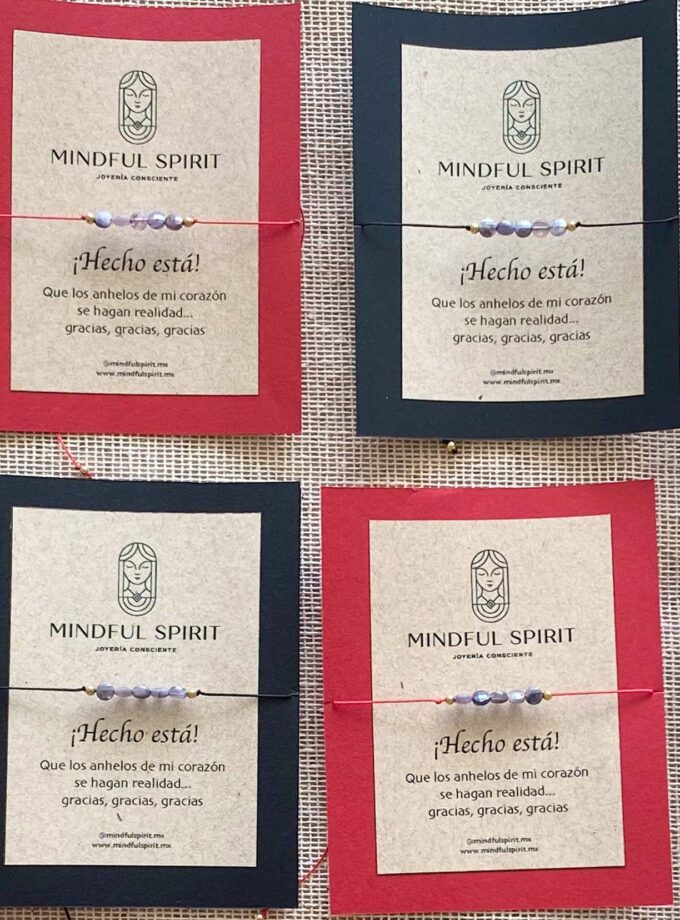 MINDFUL SPIRIT
JOYERÍA CONSCIENTE
¡Hecho está!
Que los anhelos de mi corazón
se hagan realidad...
gracias, gracias, gracias
@mindfulspirit.mx
www.mindfulspirit.mx
MINDFUL SPIRIT
JOYERÍA CONSCIENTE
¡Hecho está!
Que los anhelos de mi corazón
se hagan realidad...
gracias, gracias, gracias
@mindfulspirit.mx
www.mindfulspirit.mx
MINDFUL SPIRIT
JOYERÍA CONSCIENTE
¡Hecho está!
Que los anhelos de mi corazón
se hagan realidad...
gracias, gracias, gracias
@mindfulspirit.mx
www.mindfulspirit.mx
MINDFUL SPIRIT
JOYERÍA CONSCIENTE
¡Hecho está!
Que los anhelos de mi corazón
se hagan realidad...
gracias, gracias, gracias
@mindfulspirit.mx
www.mindfulspirit.mx